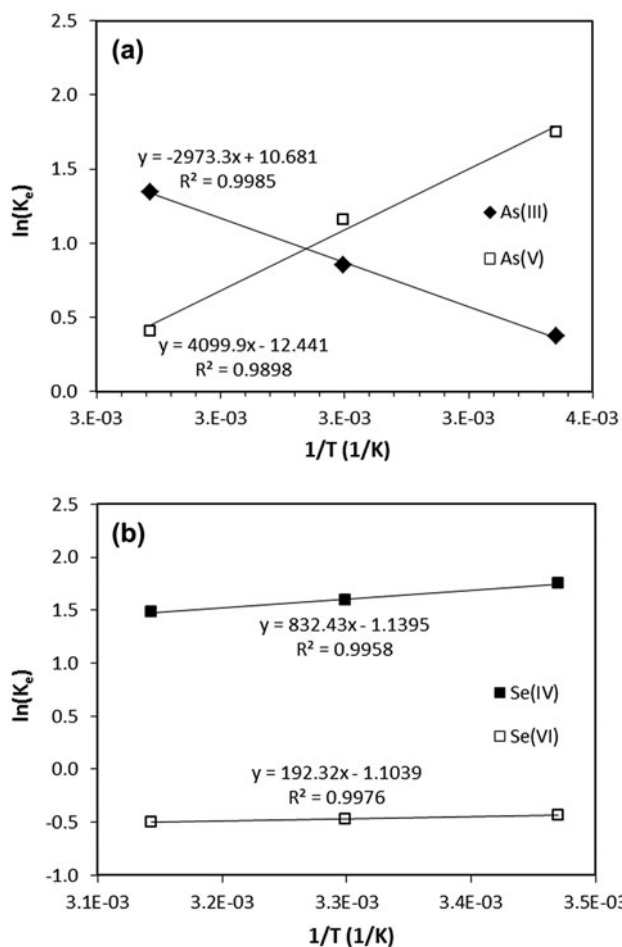 (a)
2.5
2.0
1.5
1.0
0.5
0.0
ln(Kₑ)
y = -2973.3x + 10.681
R² = 0.9985
y = 4099.9x - 12.441
R² = 0.9898
As(III)
As(V)
3.E-03 3.E-03 3.E-03 3.E-03 4.E-03
1/T (1/K)
(b)
2.5
2.0
1.5
1.0
0.5
0.0
-0.5
-1.0
ln(Kₑ)
y = 832.43x - 1.1395
R² = 0.9958
Se(IV)
Se(VI)
y = 192.32x - 1.1039
R² = 0.9976
3.1E-03 3.2E-03 3.3E-03 3.4E-03 3.5E-03
1/T (1/K)